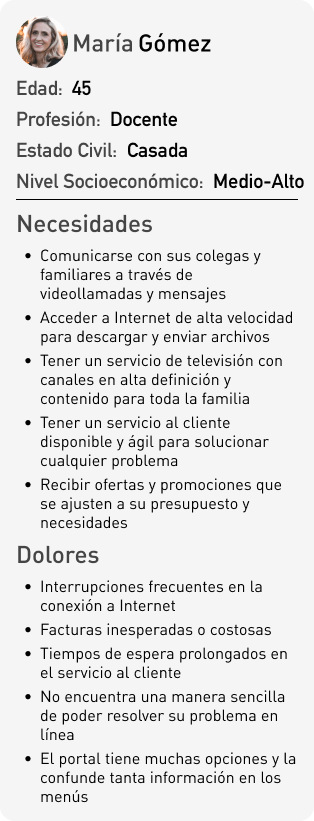 María Gómez
Edad: 45
Profesión: Docente
Estado Civil: Casada
Nivel Socioeconómico: Medio-Alto
Necesidades
• Comunicarse con sus colegas y
familiares a través de
videollamadas y mensajes
• Acceder a Internet de alta velocidad
para descargar y enviar archivos
• Tener un servicio de televisión con
canales en alta definición y
contenido para toda la familia
• Tener un servicio al cliente
disponible y ágil para solucionar
cualquier problema
• Recibir ofertas y promociones que
se ajusten a su presupuesto y
necesidades
Dolores
• Interrupciones frecuentes en la
conexión a Internet
• Facturas inesperadas o costosas
• Tiempos de espera prolongados en
el servicio al cliente
• No encuentra una manera sencilla
de poder resolver su problema en
línea
• El portal tiene muchas opciones y la
confunde tanta información en los
menús